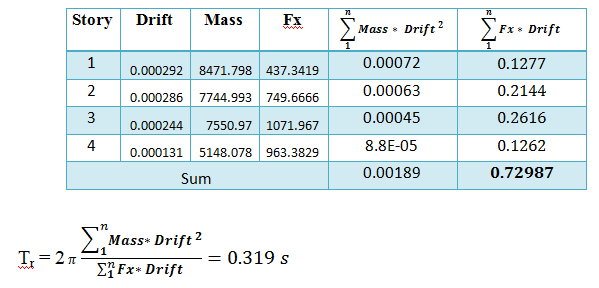 Story Drift Mass Fx $\sum_{1}^{n} Mass * Drift^{2}$ $\sum_{1}^{n} Fx * Drift$
1 0.000292 8471.798 437.3419 0.00072 0.1277
2 0.000286 7744.993 749.6666 0.00063 0.2144
3 0.000244 7550.97 1071.967 0.00045 0.2616
4 0.000131 5148.078 963.3829 8.8E-05 0.1262
Sum 0.00189 0.72987
$T_{x} = 2\pi \frac{\sum_{1}^{n} Mass * Drift^{2}}{\sum_{1}^{n} Fx * Drift} = 0.319\ s$